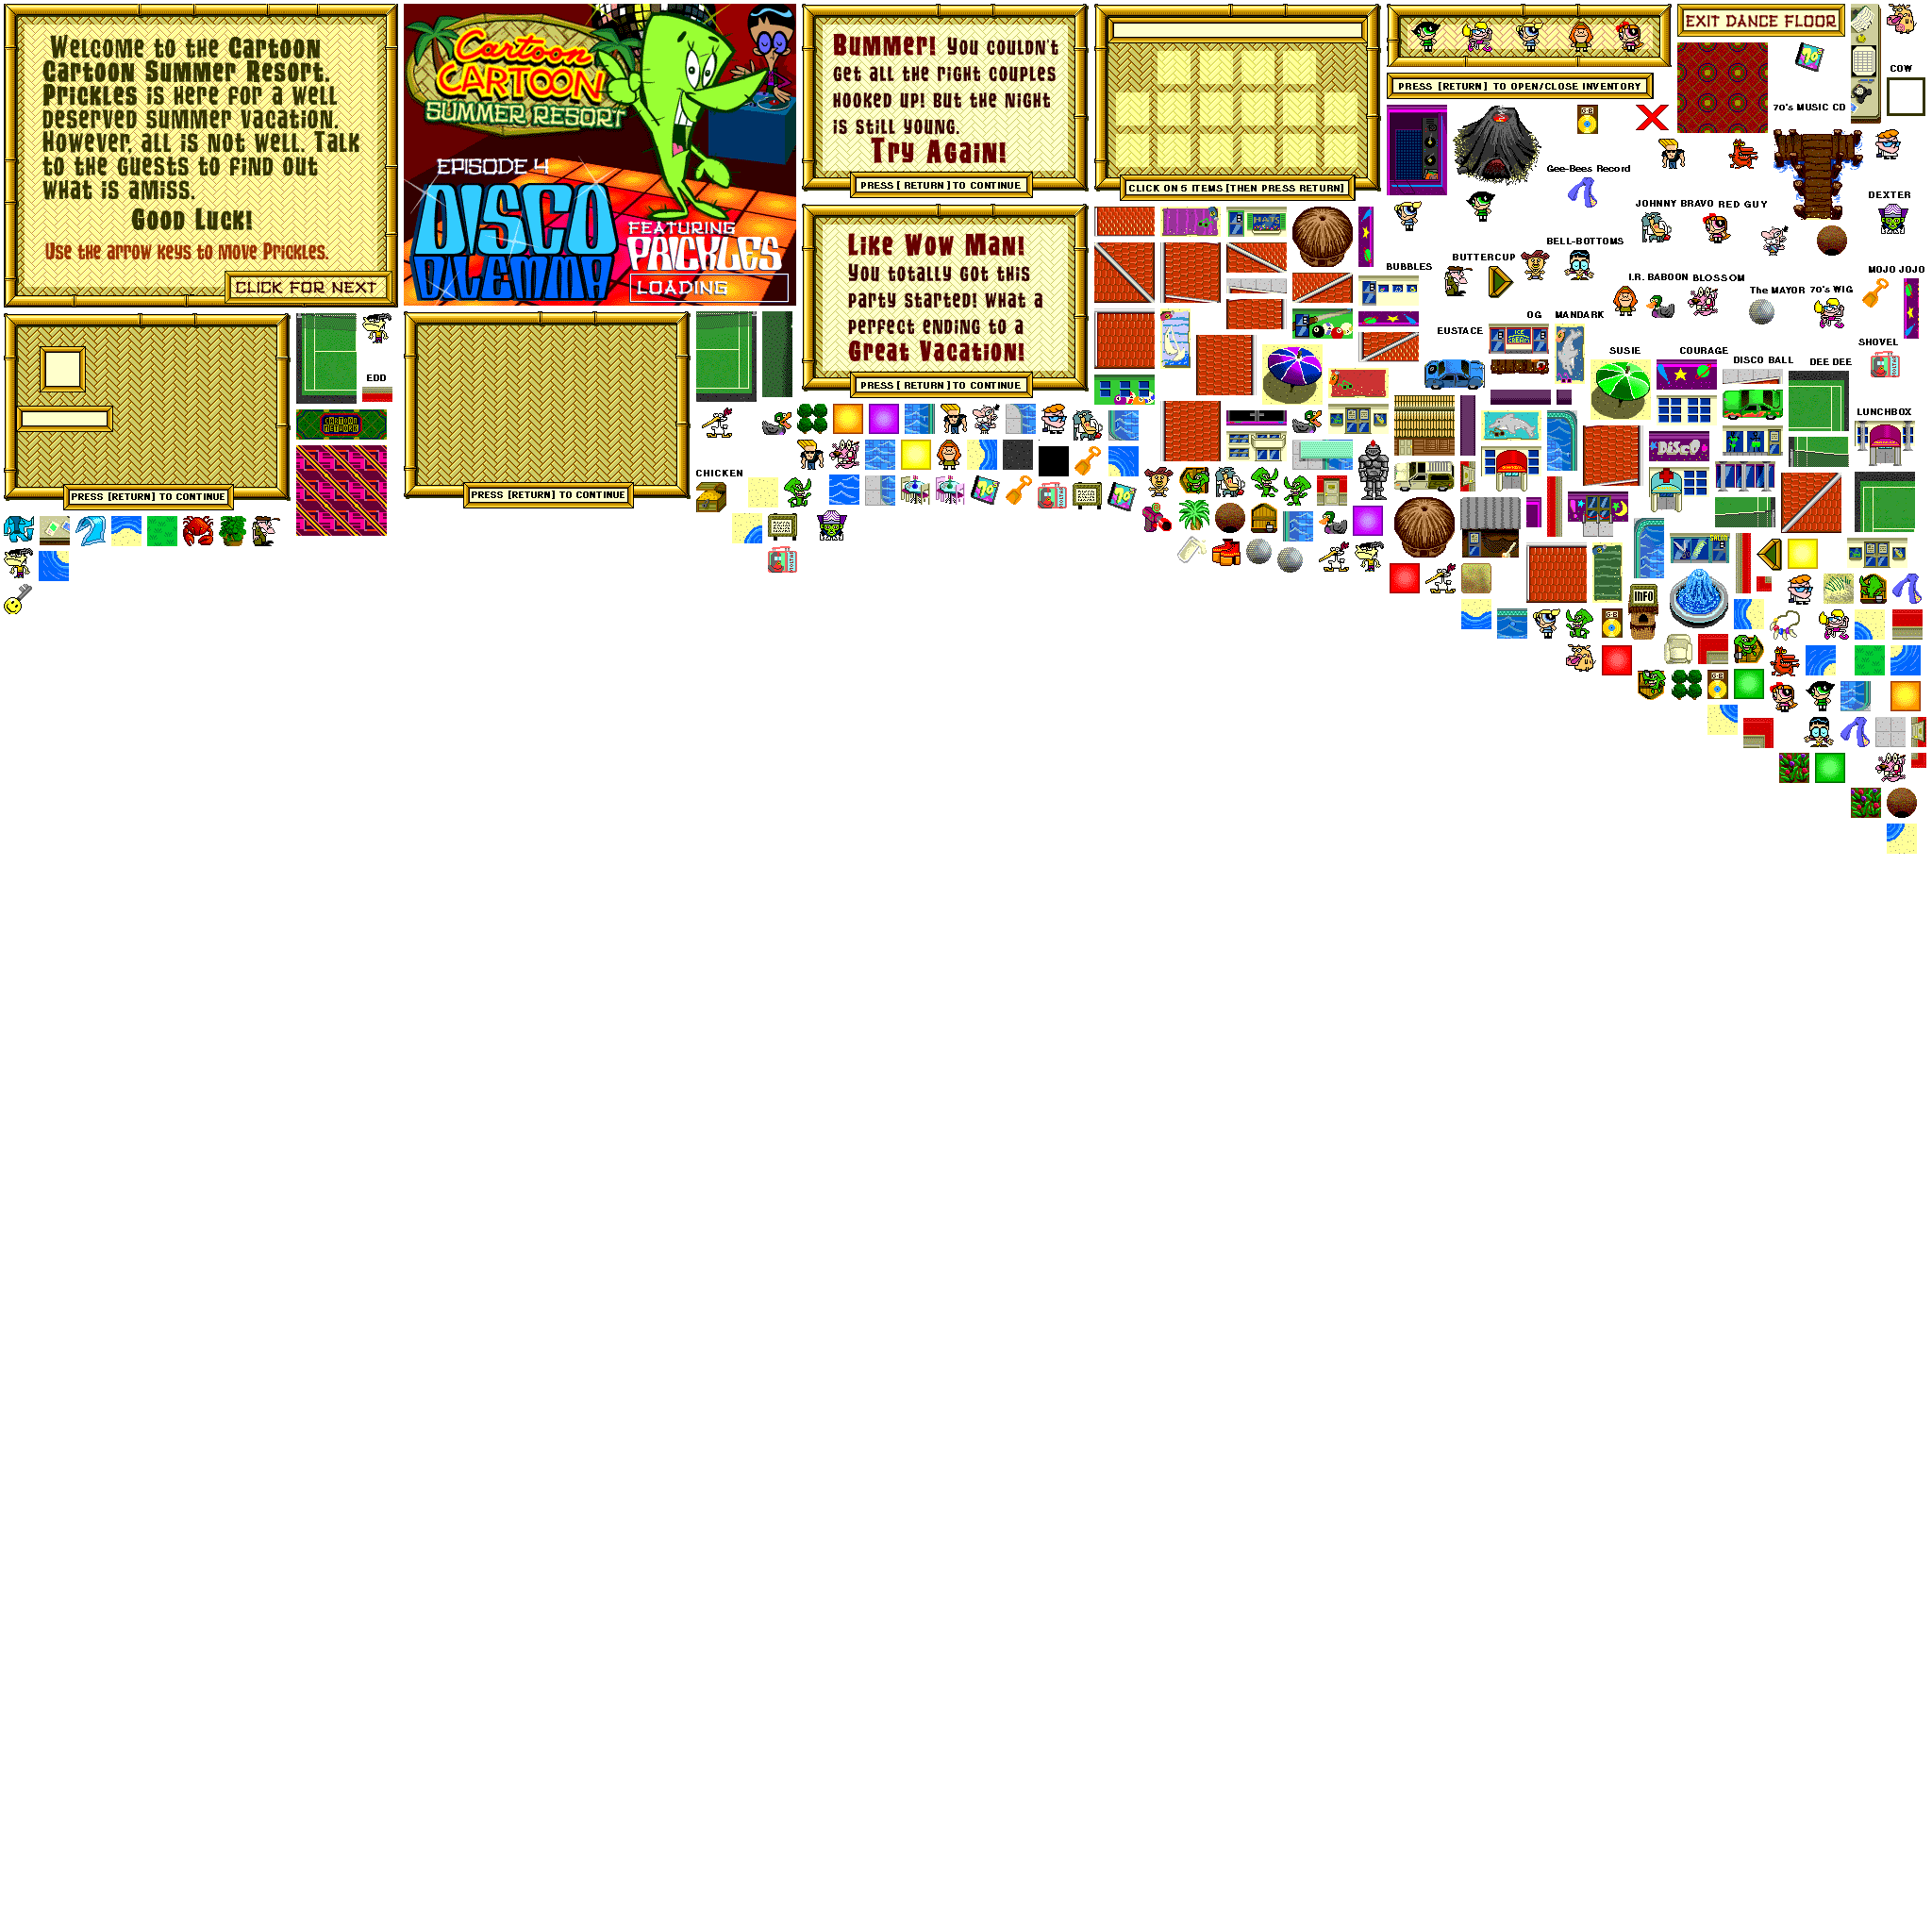 Welcome to the Cartoon
Cartoon Summer Resort.
Prickles is here for a well
deserved summer vacation.
However, all is not well. Talk
to the guests to find out
what is amiss.
Good Luck!
Use the arrow keys to move Prickles.
CLICK FOR NEXT
Cartoon
CARTOON
SUMMER RESORT
EPISODE 4
DISCO
DILEMMA
FEATURING
PRICKLES
LOADING
Bummer! You couldn't
get all the right couples
hooked up! But the night
is still young.
Try Again!
PRESS [ RETURN ] TO CONTINUE
Like Wow Man!
You totally got this
party started! What a
perfect ending to a
Great Vacation!
PRESS [ RETURN ] TO CONTINUE
CLICK ON 5 ITEMS [THEN PRESS RETURN]
PRESS [RETURN] TO OPEN/CLOSE INVENTORY
EXIT DANCE FLOOR
COW
70's MUSIC CD
Gee-Bees Record
JOHNNY BRAVO
RED GUY
DEXTER
BELL-BOTTOMS
BUTTERCUP
BUBBLES
I.R. BABOON
BLOSSOM
MOJO JOJO
The MAYOR
70's WIG
OG
MANDARK
EUSTACE
SUSIE
COURAGE
DISCO BALL
DEE DEE
SHOVEL
LUNCHBOX
EDD
CARTOON
NETWORK
PRESS [RETURN] TO CONTINUE
PRESS [RETURN] TO CONTINUE
CHICKEN
HATS
ICE
CREAM
DISCO
INFO
G-B
G-B